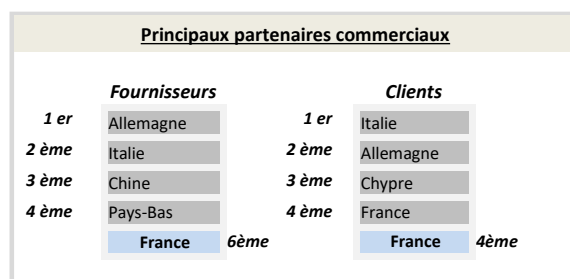 Principaux partenaires commerciaux
Fournisseurs Clients
1 er Allemagne 1 er Italie
2 ème Italie 2 ème Allemagne
3 ème Chine 3 ème Chypre
4 ème Pays-Bas 4 ème France
France 6ème France 4ème